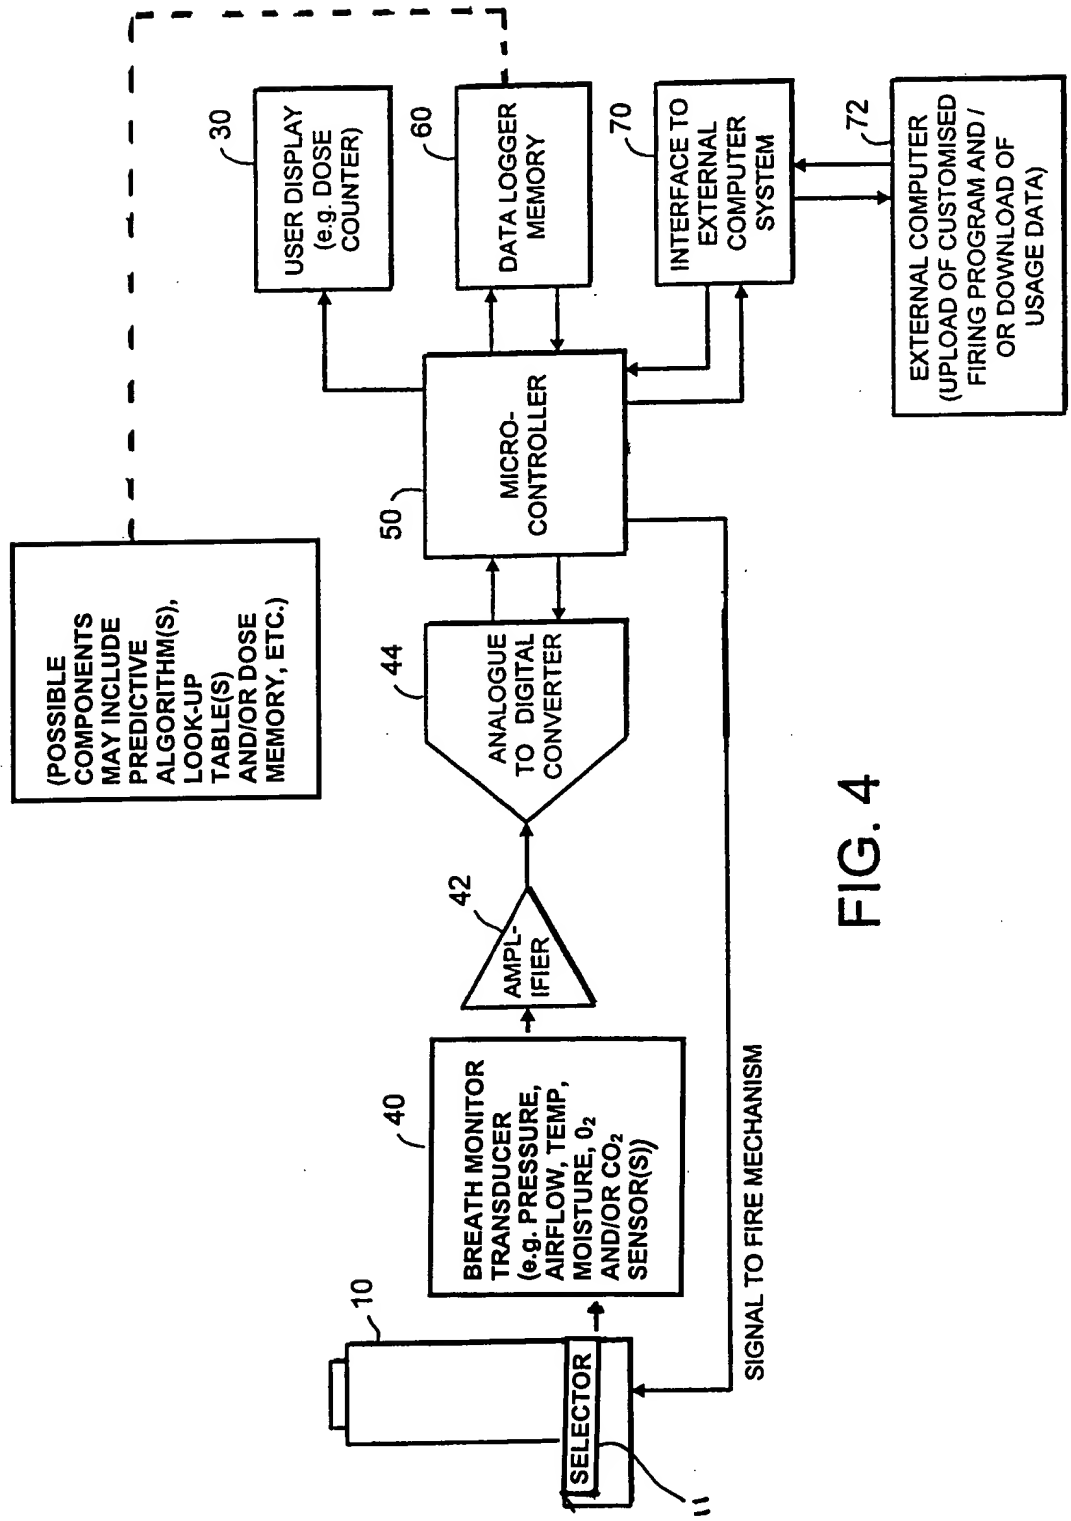 (POSSIBLE
COMPONENTS
MAY INCLUDE
PREDICTIVE
ALGORITHM(S),
LOOK-UP
TABLE(S)
AND/OR DOSE
MEMORY, ETC.)
30
USER DISPLAY
(e.g. DOSE
COUNTER)
10
SELECTOR
11
40
BREATH MONITOR
TRANSDUCER
(e.g. PRESSURE,
AIRFLOW, TEMP,
MOISTURE, 0₂
AND/OR CO₂
SENSOR(S))
42
AMPL-
IFIER
44
ANALOGUE
TO DIGITAL
CONVERTER
50
MICRO-
CONTROLLER
60
DATA LOGGER
MEMORY
70
INTERFACE TO
EXTERNAL
COMPUTER
SYSTEM
SIGNAL TO FIRE MECHANISM
72
EXTERNAL COMPUTER
(UPLOAD OF CUSTOMISED
FIRING PROGRAM AND /
OR DOWNLOAD OF
USAGE DATA)
FIG. 4